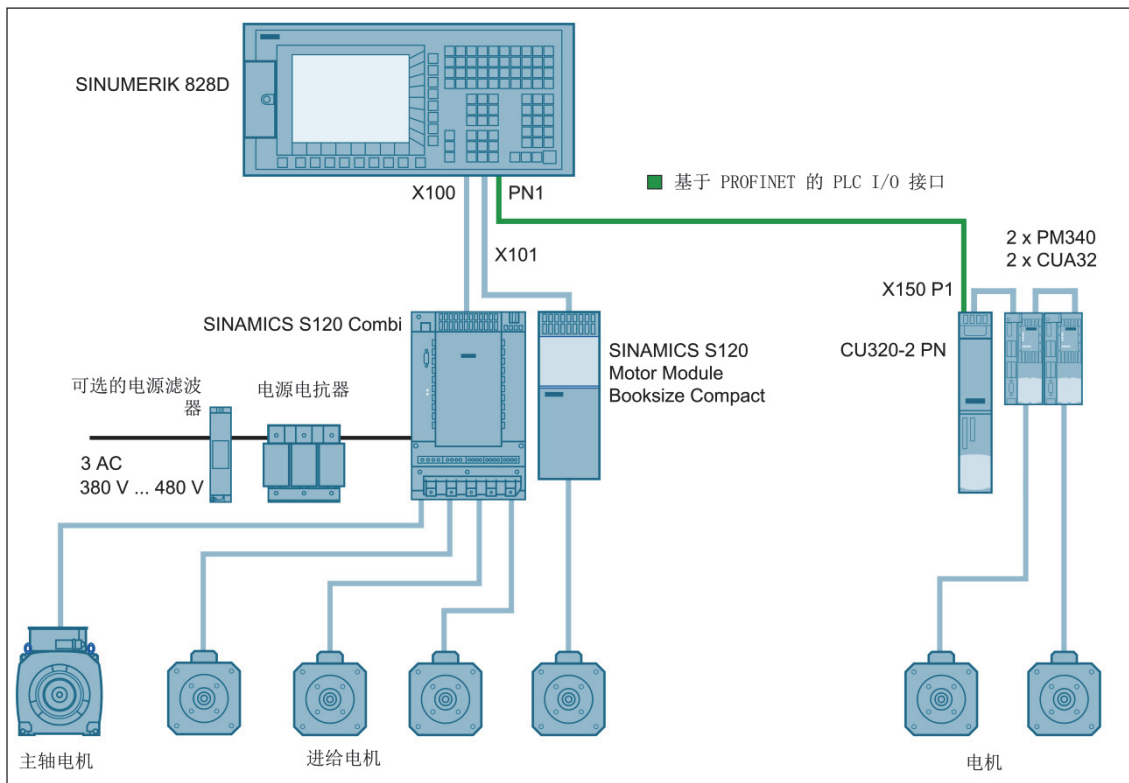 SINUMERIK 828D
X100
PN1
■ 基于 PROFINET 的 PLC I/O 接口
X101
2 x PM340
2 x CUA32
X150 P1
SINAMICS S120 Combi
CU320-2 PN
SINAMICS S120
Motor Module
Booksize Compact
可选的电源滤波
器
电源电抗器
3 AC
380 V ... 480 V
主轴电机
进给电机
电机